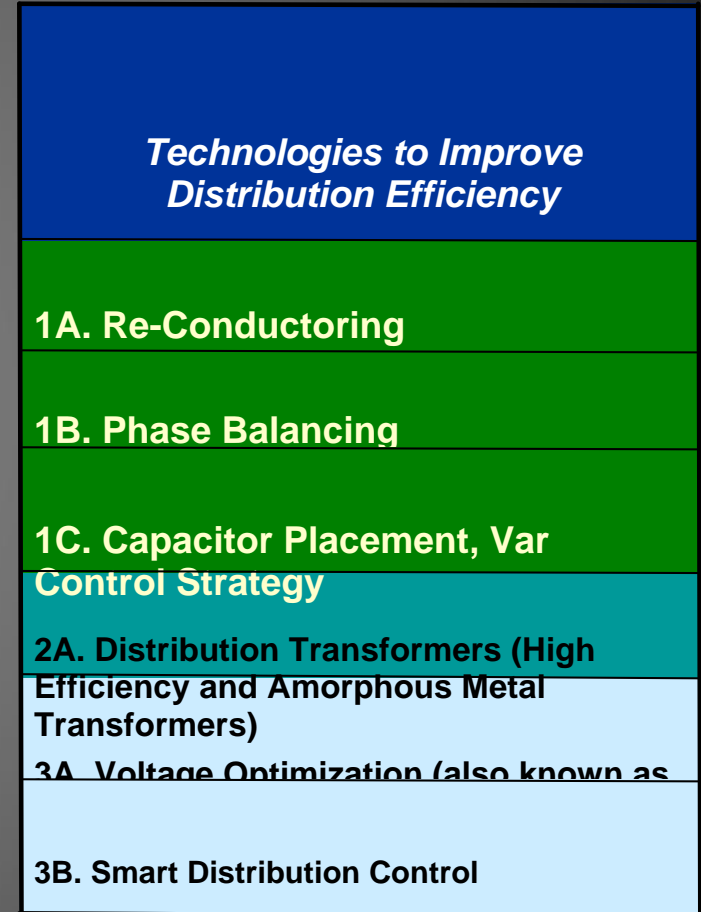 Technologies to Improve
Distribution Efficiency
1A. Re-Conductoring
1B. Phase Balancing
1C. Capacitor Placement, Var
Control Strategy
2A. Distribution Transformers (High
Efficiency and Amorphous Metal
Transformers)
3A. Voltage Optimization (also known as
3B. Smart Distribution Control